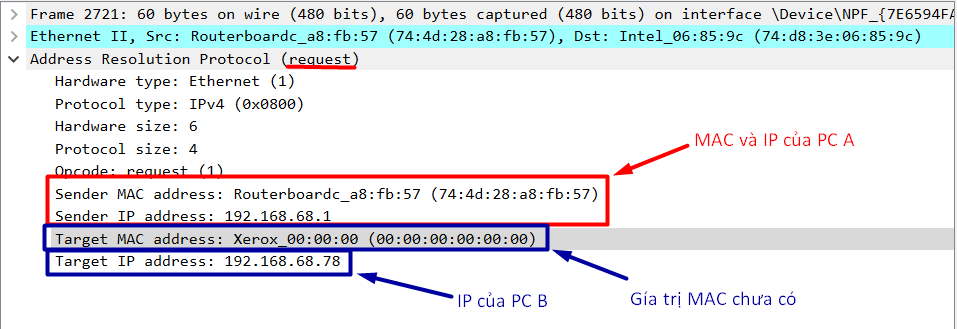 Frame 2721: 60 bytes on wire (480 bits), 60 bytes captured (480 bits) on interface \Device\NPF_{7E6594FA
Ethernet II, Src: Routerboardc_a8:fb:57 (74:4d:28:a8:fb:57), Dst: Intel_06:85:9c (74:d8:3e:06:85:9c)
Address Resolution Protocol (request)
Hardware type: Ethernet (1)
Protocol type: IPv4 (0x0800)
Hardware size: 6
Protocol size: 4
MAC và IP của PC A
Opcode: request (1)
Sender MAC address: Routerboardc_a8:fb:57 (74:4d:28:a8:fb:57)
Sender IP address: 192.168.68.1
Target MAC address: Xerox_00:00:00 (00:00:00:00:00:00)
Target IP address: 192.168.68.78
IP của PC B
Gía trị MAC chưa có